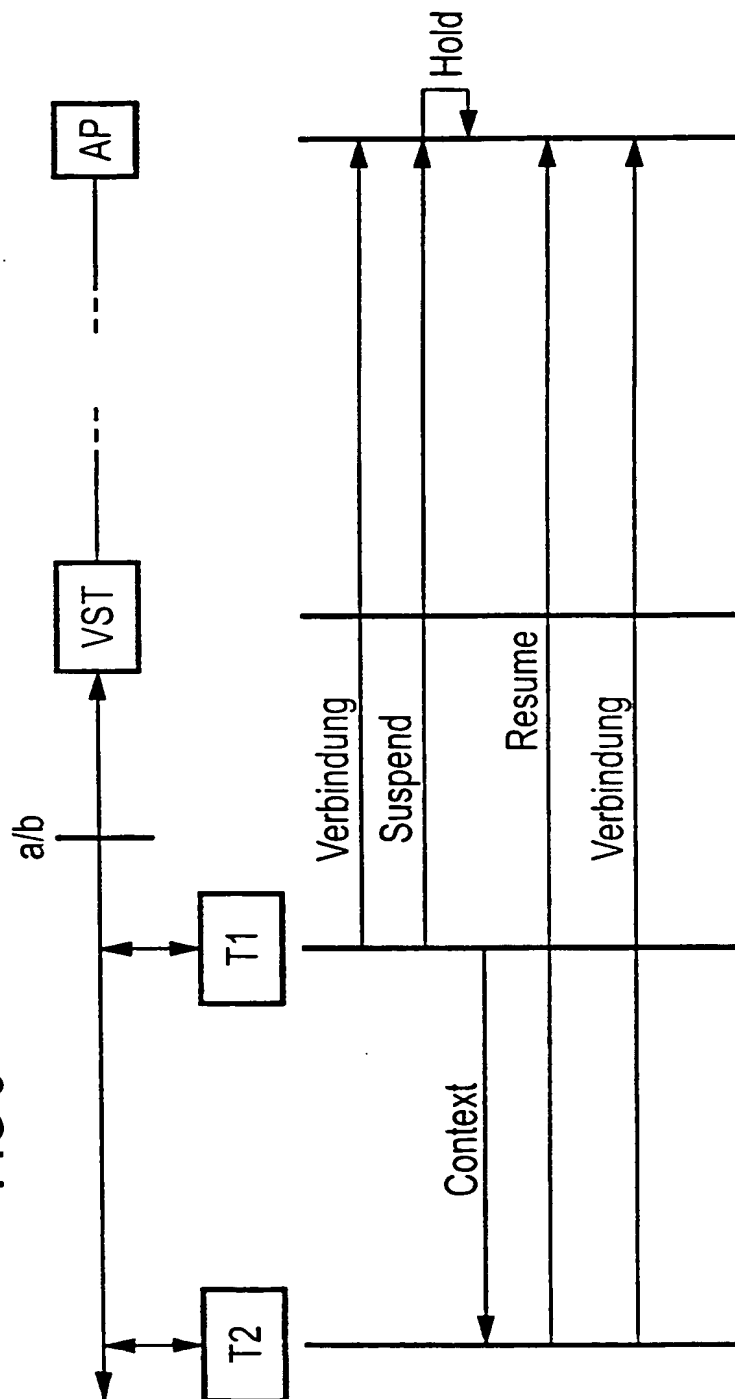 a/b
T2
T1
VST
AP
Verbindung
Suspend
Hold
Context
Resume
Verbindung